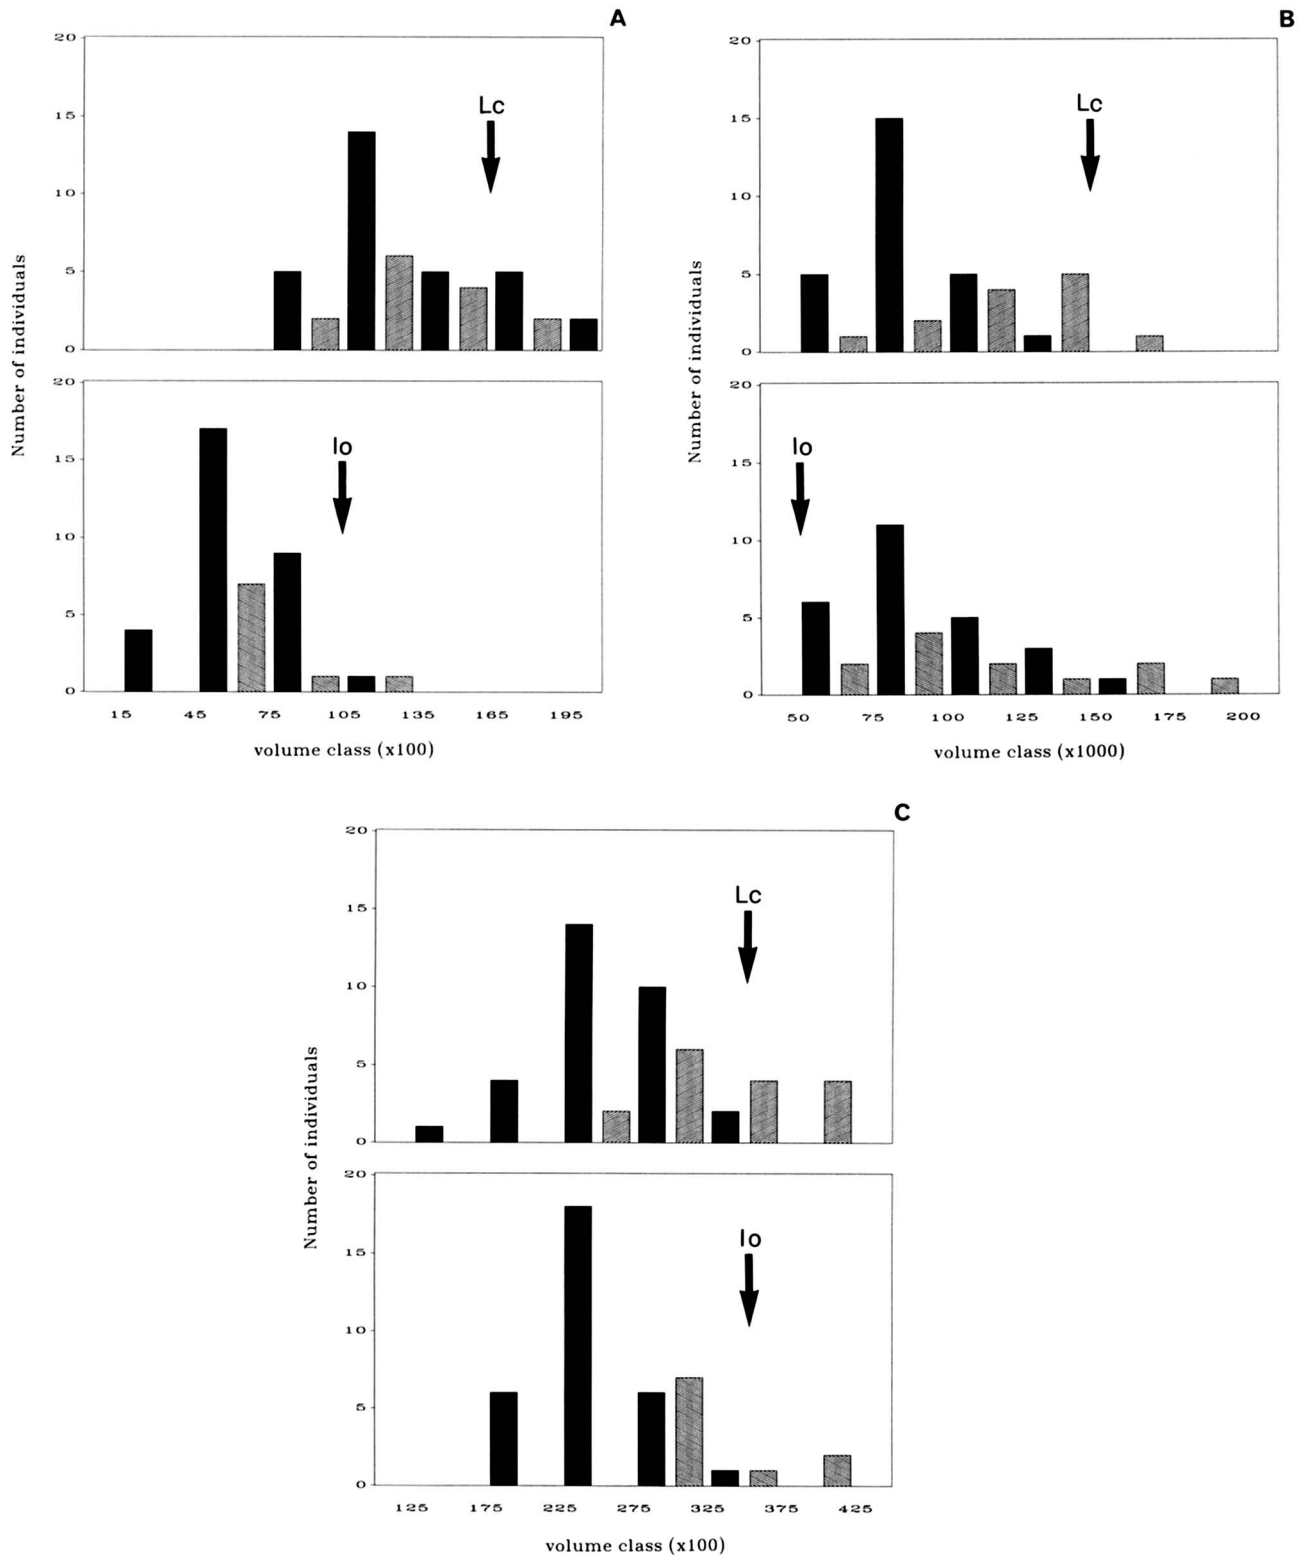 A
20
15
10
5
0
Lc
Number of individuals
20
15
10
5
0
Io
15 45 75 105 135 165 195
volume class (x100)
B
20
15
10
5
0
Lc
Number of individuals
20
15
10
5
0
Io
50 75 100 125 150 175 200
volume class (x1000)
C
20
15
10
5
0
Lc
Number of individuals
20
15
10
5
0
Io
125 175 225 275 325 375 425
volume class (x100)